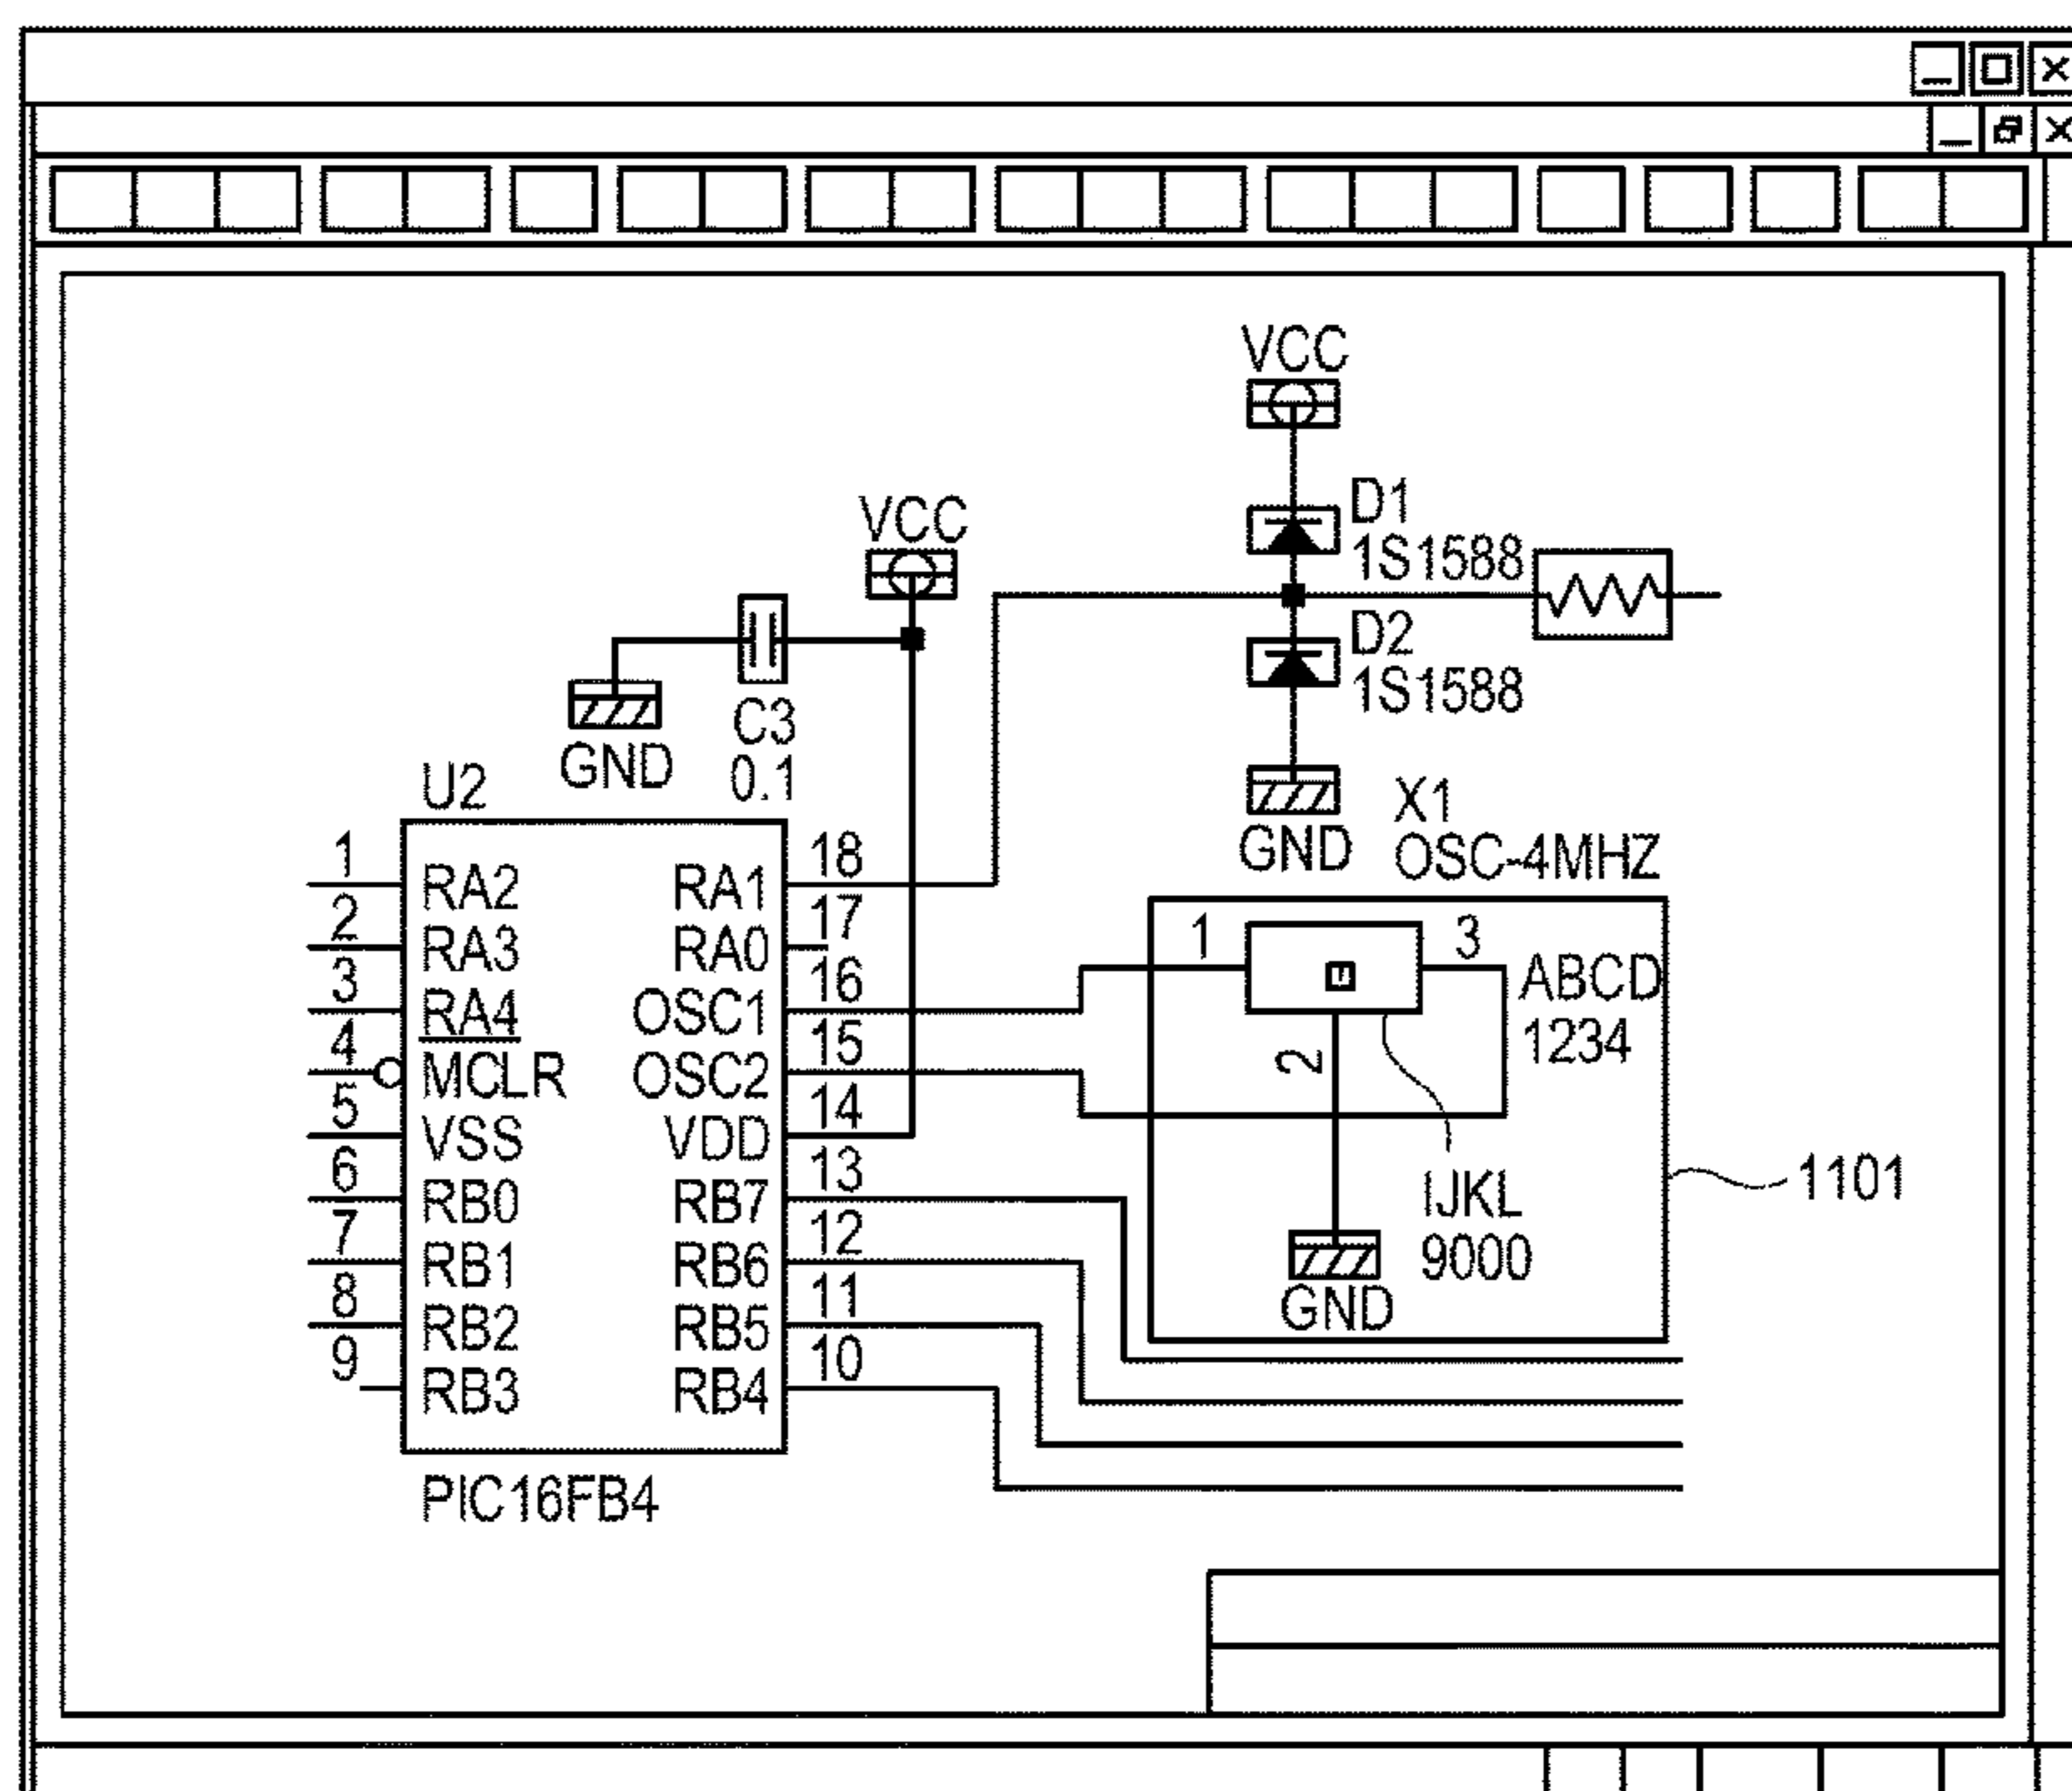 VCC
D1
1S1588
VCC
D2
1S1588
C3
0.1
GND
GND
X1
OSC-4MHZ
U2
1 RA2 RA1 18
2 RA3 RA0 17
3 RA4 OSC1 16
4 MCLR OSC2 15
5 VSS VDD 14
6 RB0 RB7 13
7 RB1 RB6 12
8 RB2 RB5 11
9 RB3 RB4 10
PIC16FB4
1
3
ABCD
1234
2
IJKL
9000
GND
1101